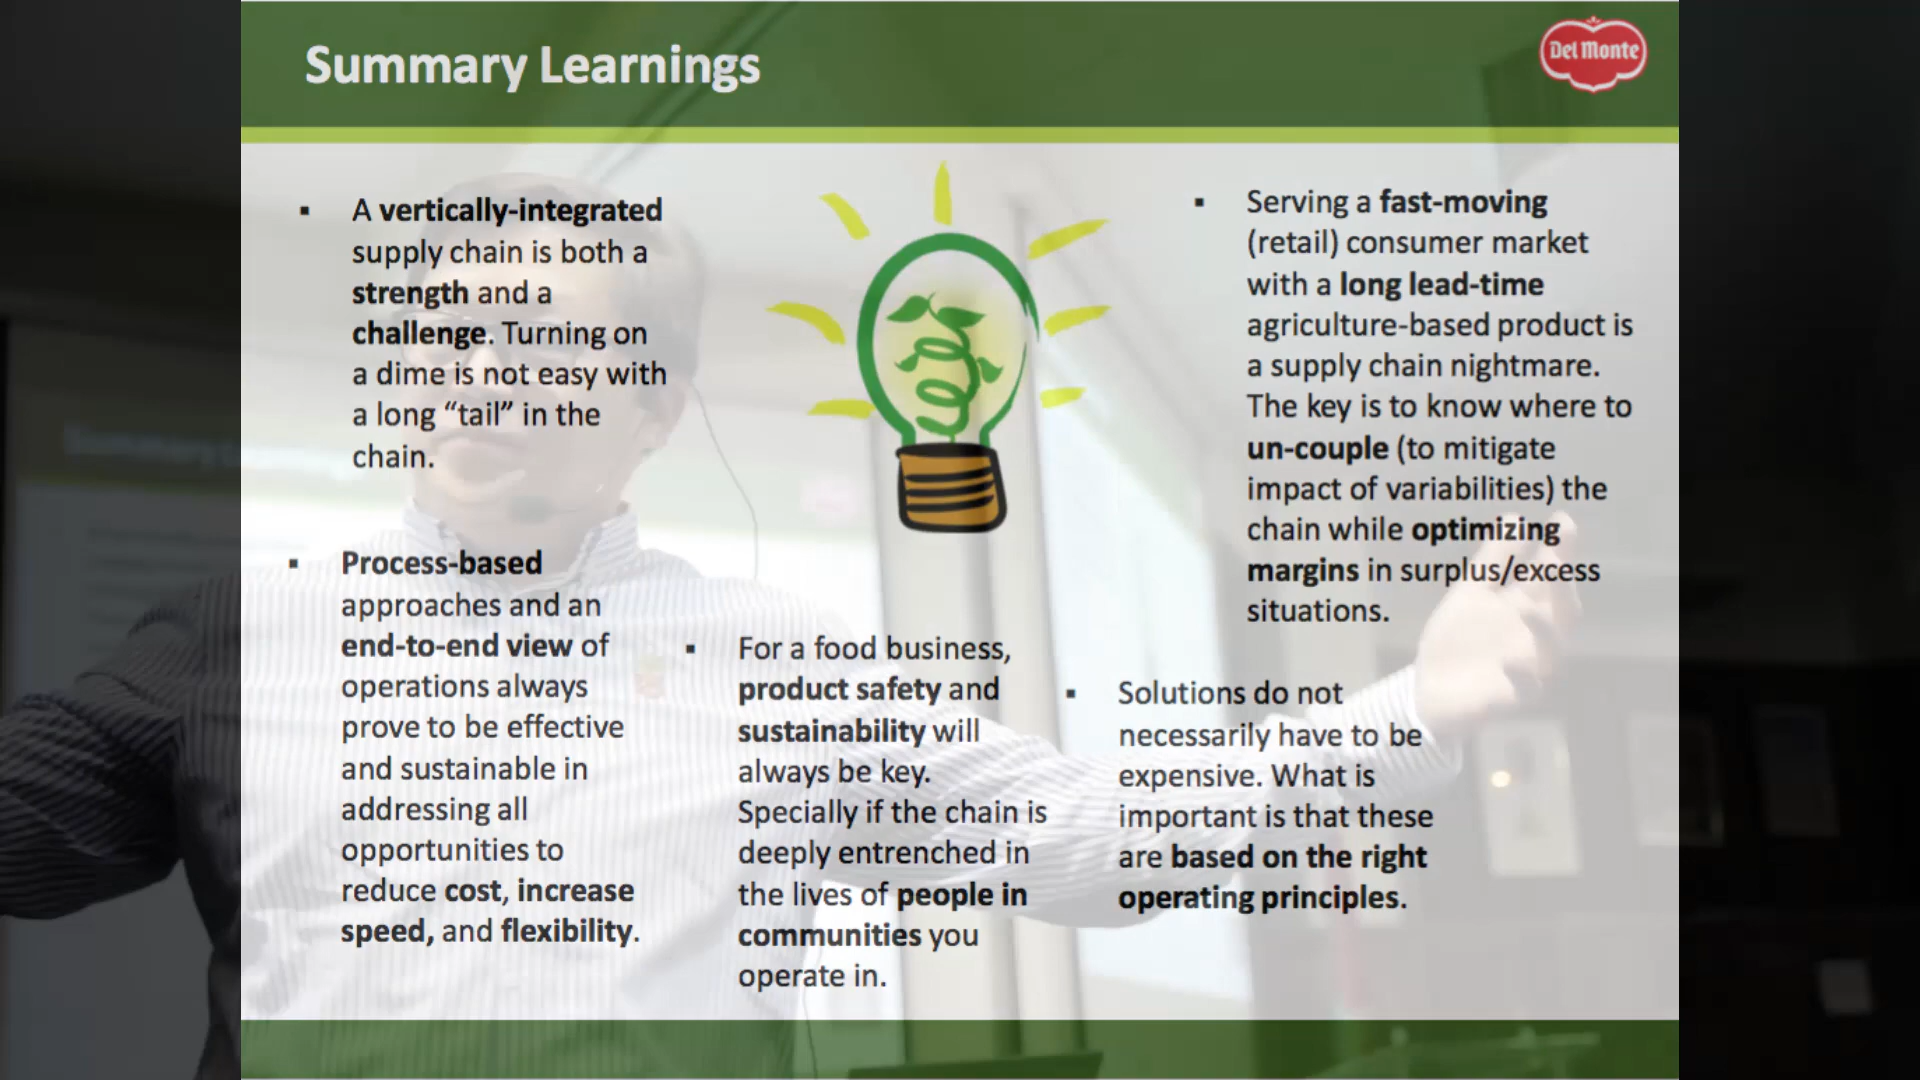 Summary Learnings
Del Monte
▪ A vertically-integrated
supply chain is both a
strength and a
challenge. Turning on
a dime is not easy with
a long “tail” in the
chain.
▪ Process-based
approaches and an
end-to-end view of
operations always
prove to be effective
and sustainable in
addressing all
opportunities to
reduce cost, increase
speed, and flexibility.
▪ For a food business,
product safety and
sustainability will
always be key.
Specially if the chain is
deeply entrenched in
the lives of people in
communities you
operate in.
▪ Serving a fast-moving
(retail) consumer market
with a long lead-time
agriculture-based product is
a supply chain nightmare.
The key is to know where to
un-couple (to mitigate
impact of variabilities) the
chain while optimizing
margins in surplus/excess
situations.
▪ Solutions do not
necessarily have to be
expensive. What is
important is that these
are based on the right
operating principles.